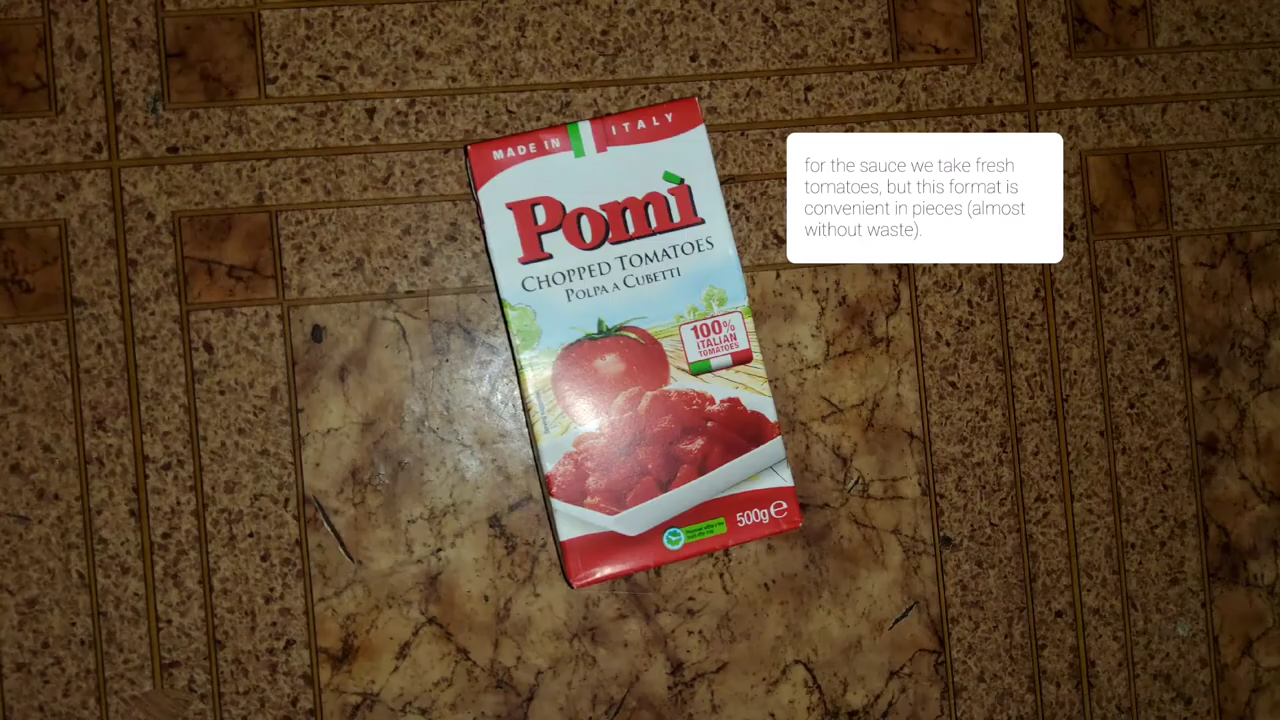 MADE IN ITALY
Pomì
CHOPPED TOMATOES
POLPA A CUBETTI
100%
ITALIAN
TOMATOES
500g e
for the sauce we take fresh
tomatoes, but this format is
convenient in pieces (almost
without waste).